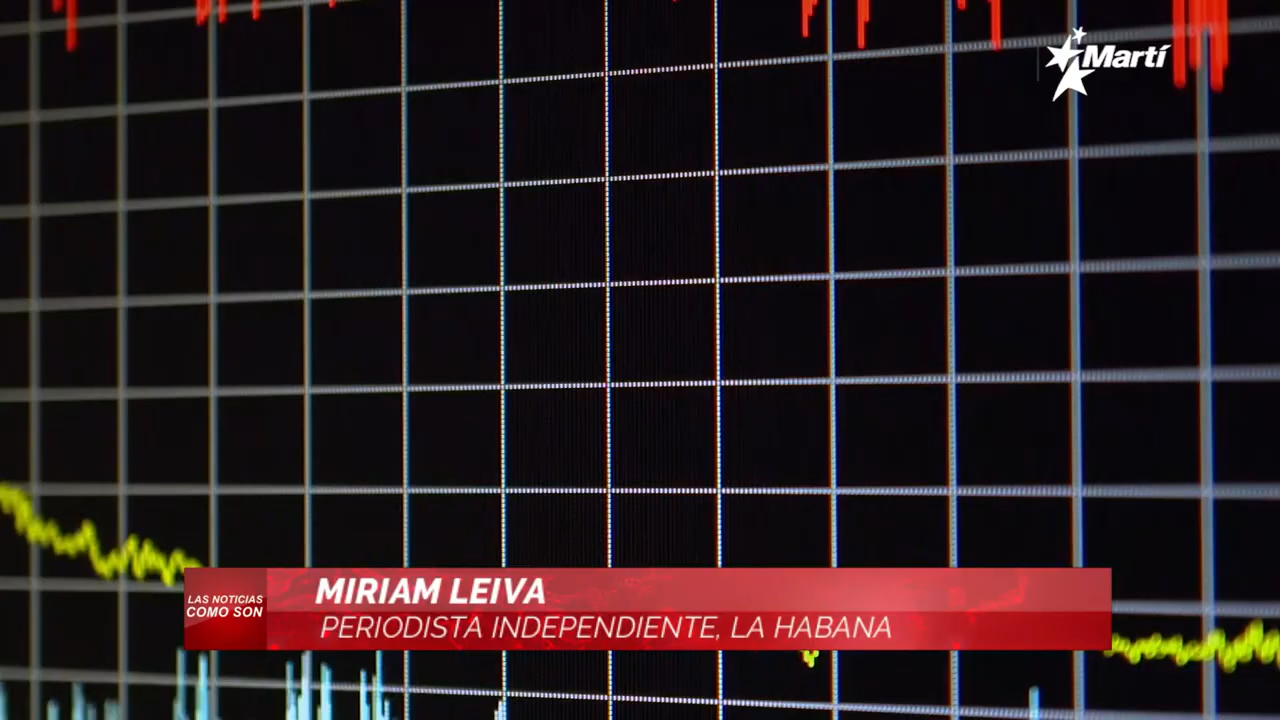 Martí
MIRIAM LEIVA
LAS NOTICIAS
COMO SON
PERIODISTA INDEPENDIENTE, LA HABANA